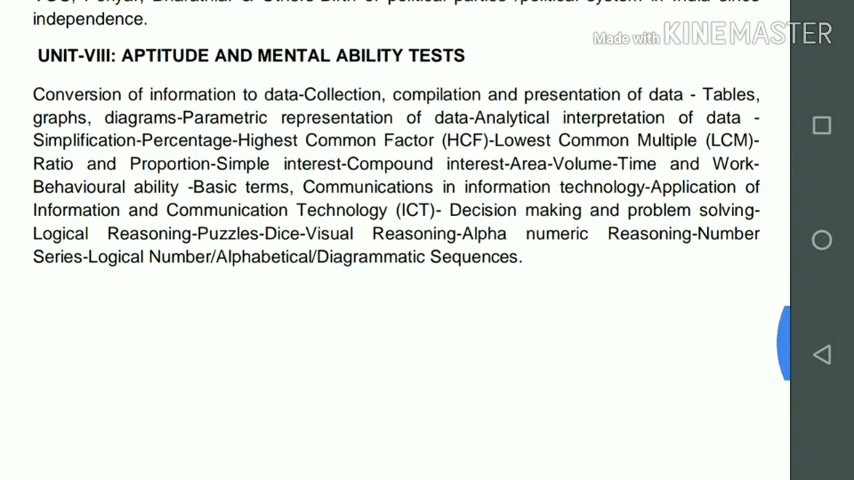 independence.
Made with KINEMASTER
UNIT-VIII: APTITUDE AND MENTAL ABILITY TESTS
Conversion of information to data-Collection, compilation and presentation of data - Tables,
graphs, diagrams-Parametric representation of data-Analytical interpretation of data -
Simplification-Percentage-Highest Common Factor (HCF)-Lowest Common Multiple (LCM)-
Ratio and Proportion-Simple interest-Compound interest-Area-Volume-Time and Work-
Behavioural ability -Basic terms, Communications in information technology-Application of
Information and Communication Technology (ICT)- Decision making and problem solving-
Logical Reasoning-Puzzles-Dice-Visual Reasoning-Alpha numeric Reasoning-Number
Series-Logical Number/Alphabetical/Diagrammatic Sequences.